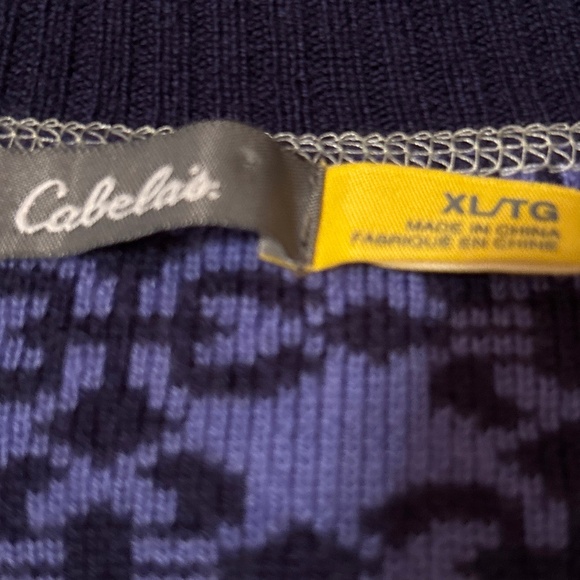 Cabela's.
XL/TG
MADE IN CHINA
FABRIQUÉ EN CHINE